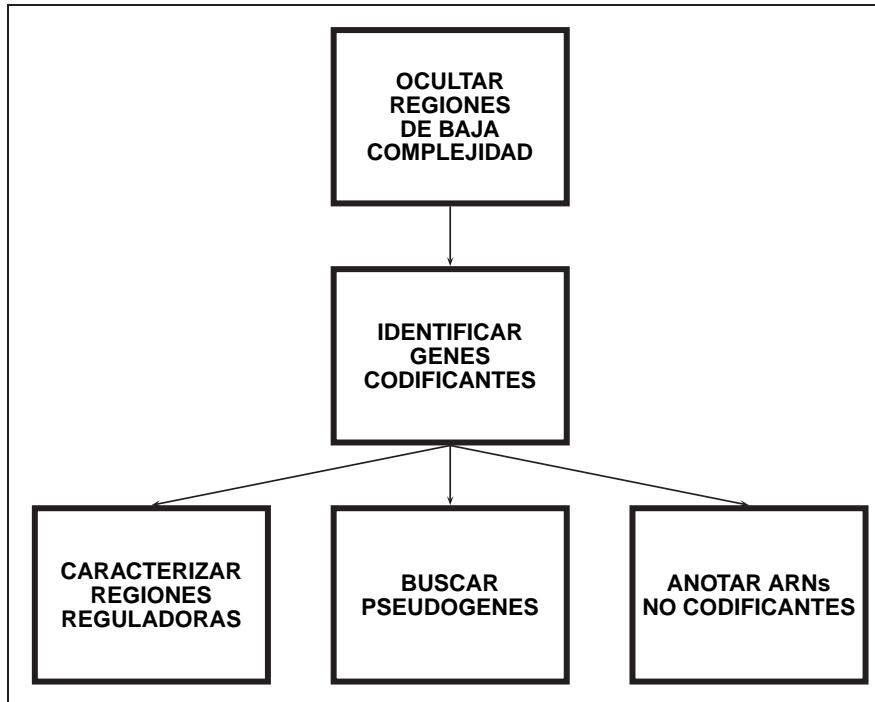 OCULTAR
REGIONES
DE BAJA
COMPLEJIDAD
IDENTIFICAR
GENES
CODIFICANTES
CARACTERIZAR
REGIONES
REGULADORAS
BUSCAR
PSEUDOGENES
ANOTAR ARNs
NO CODIFICANTES